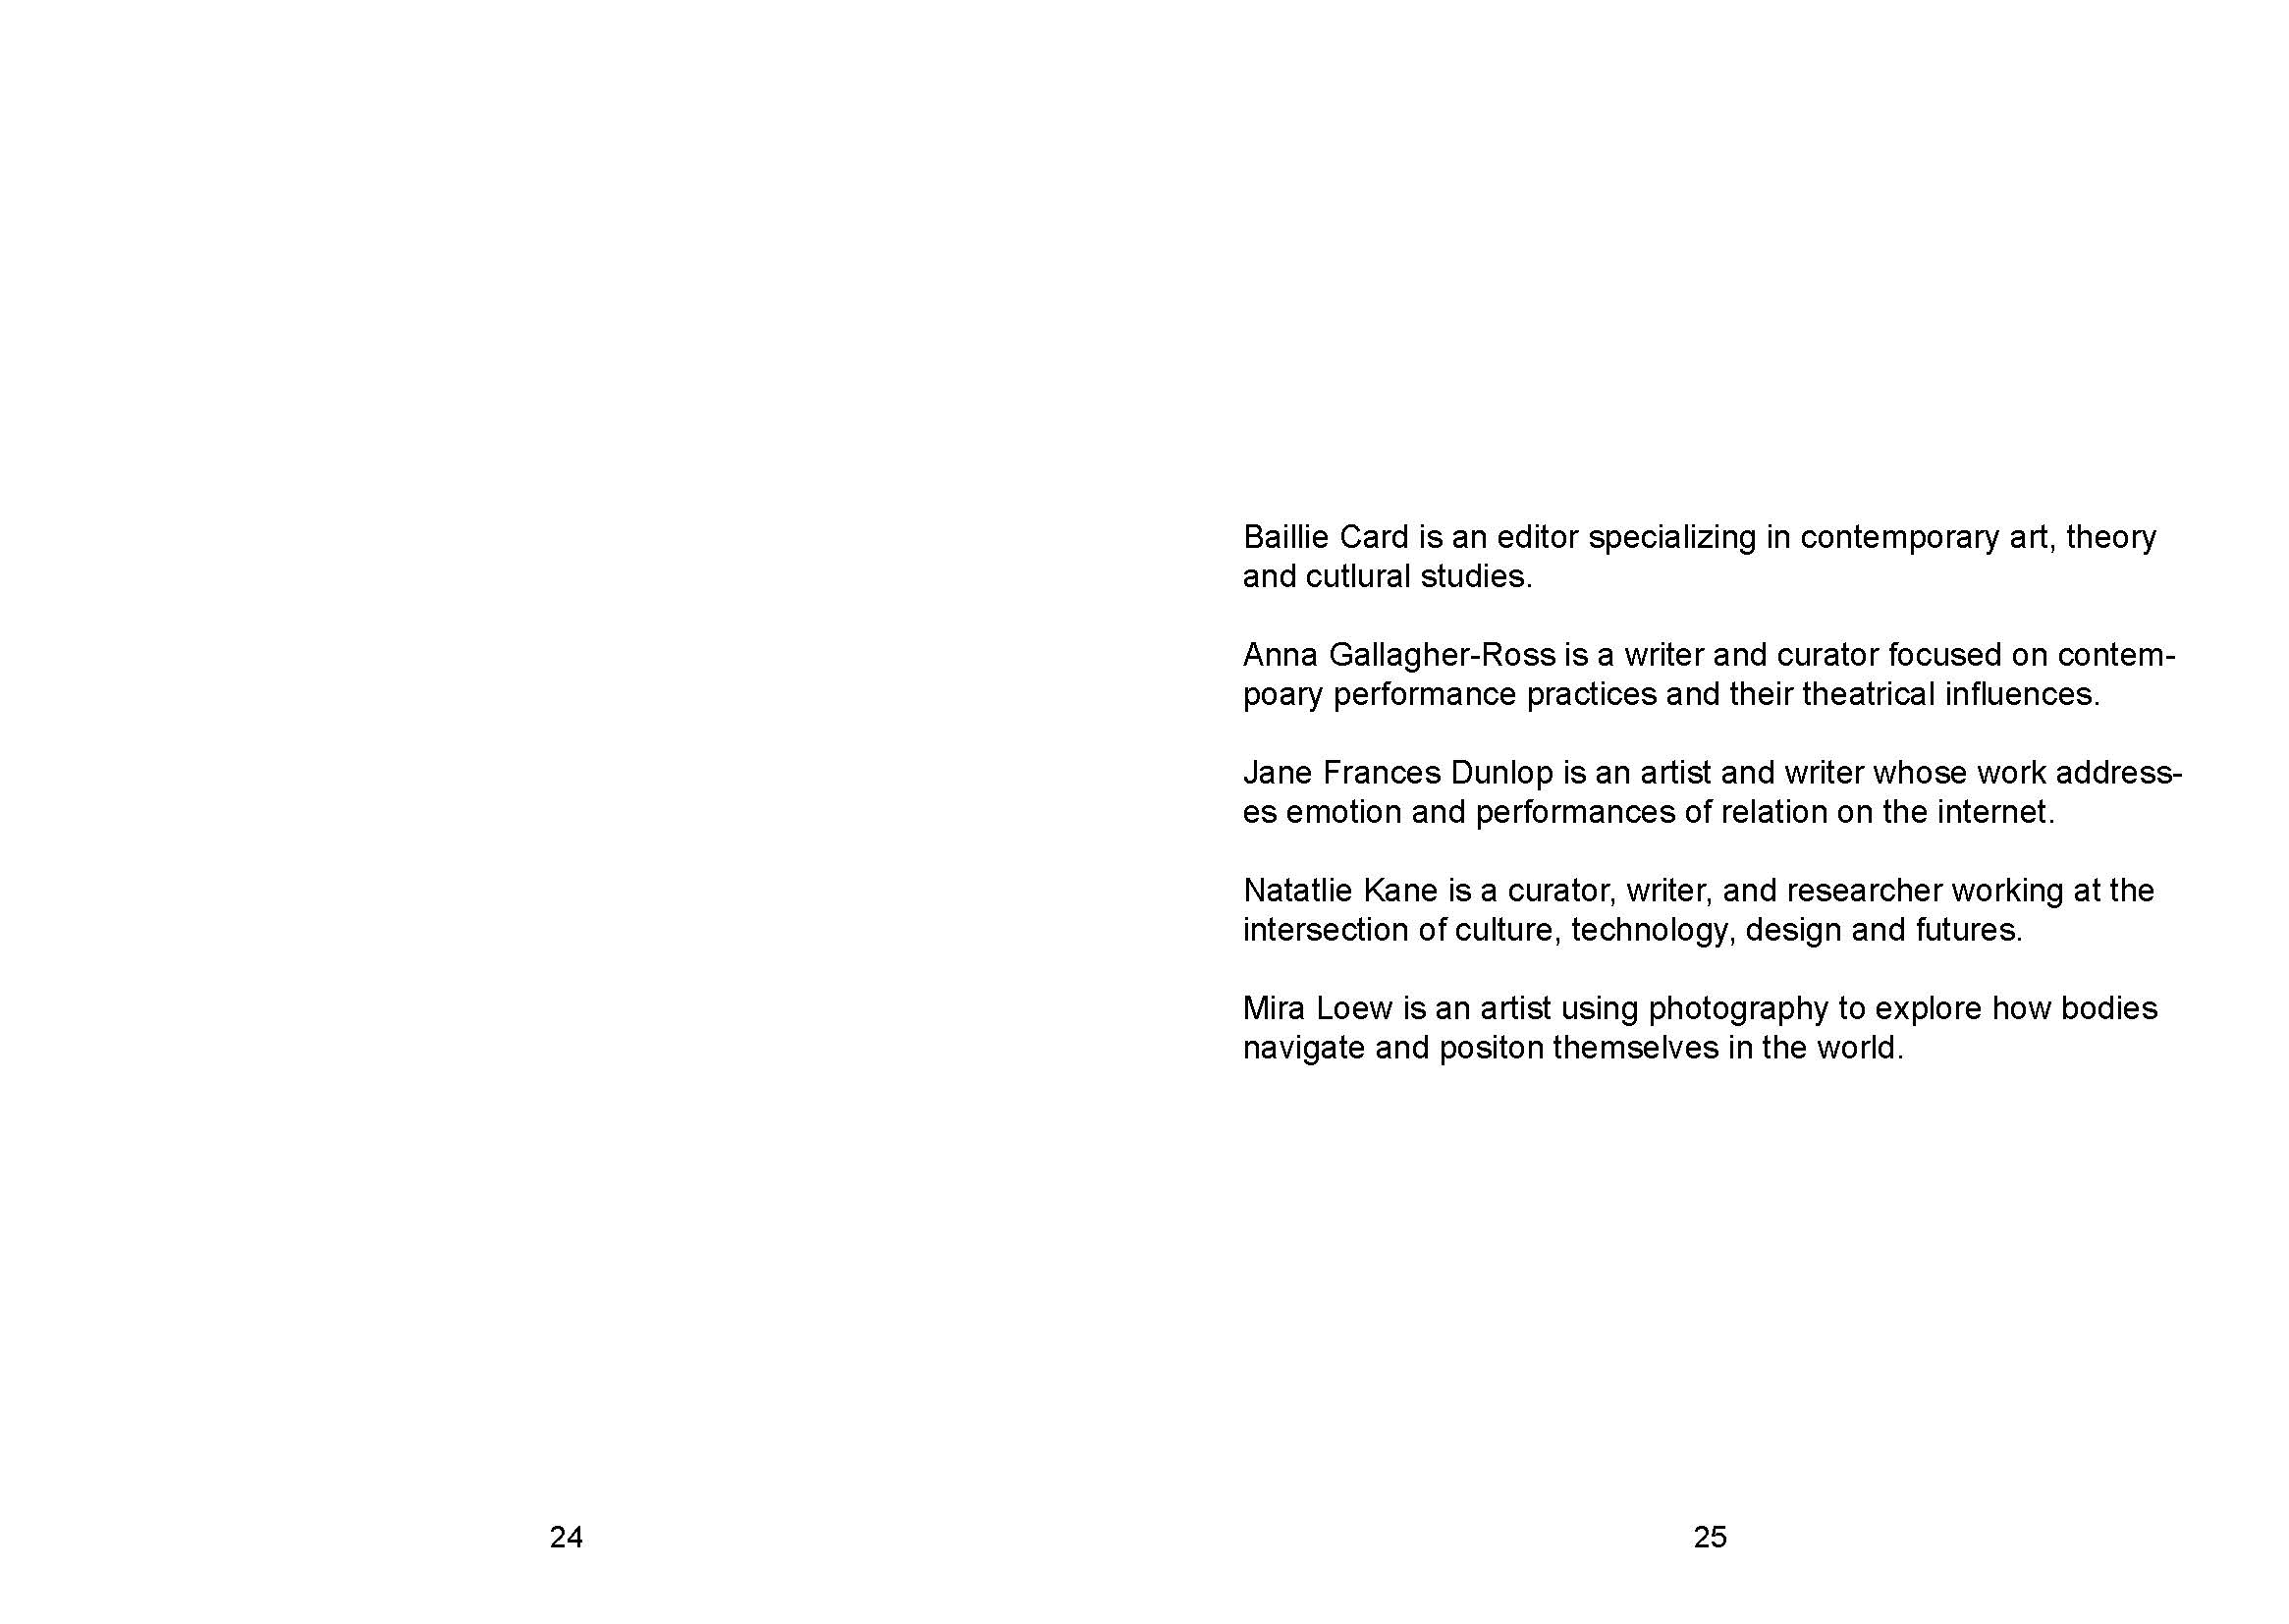 Baillie Card is an editor specializing in contemporary art, theory
and cutlural studies.
Anna Gallagher-Ross is a writer and curator focused on contem-
poary performance practices and their theatrical influences.
Jane Frances Dunlop is an artist and writer whose work address-
es emotion and performances of relation on the internet.
Natatlie Kane is a curator, writer, and researcher working at the
intersection of culture, technology, design and futures.
Mira Loew is an artist using photography to explore how bodies
navigate and positon themselves in the world.
24
25